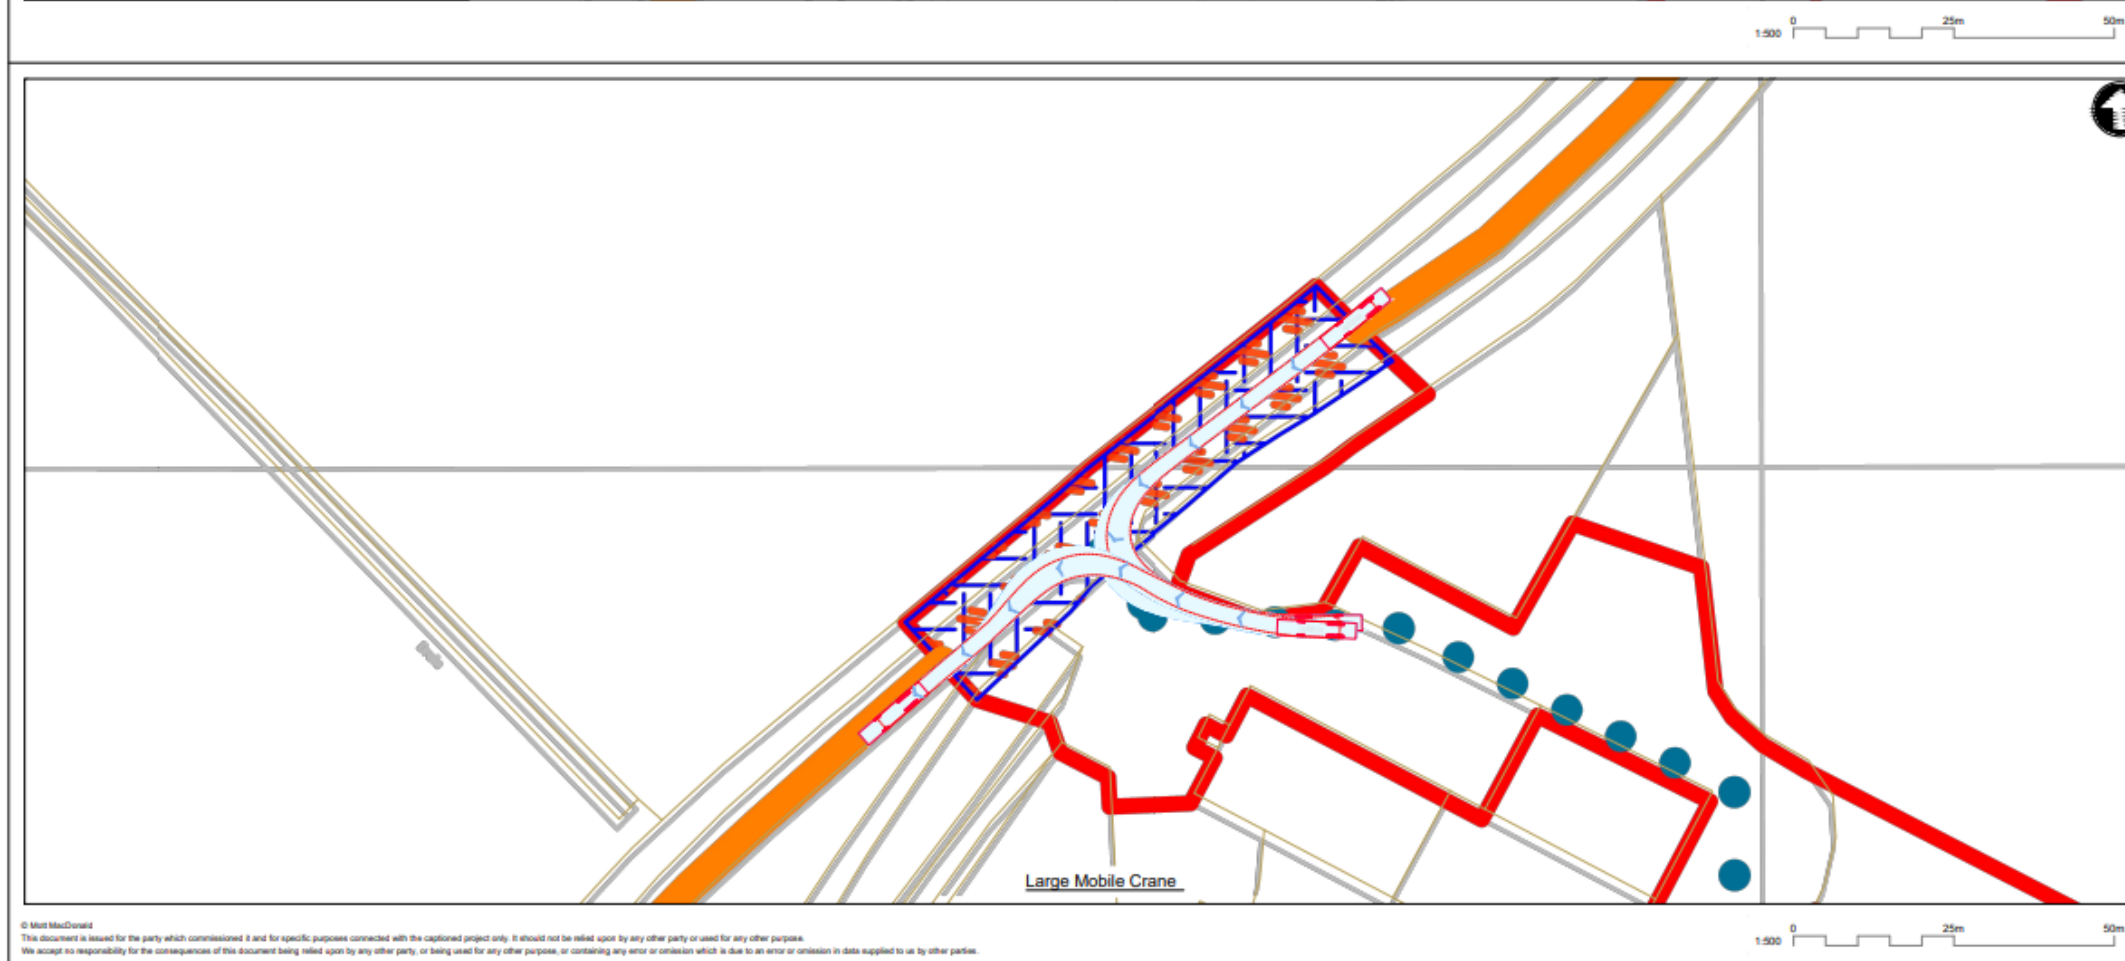 0 25m 50m
1:500
Large Mobile Crane
© Mott MacDonald
This document is issued for the party which commissioned it and for specific purposes connected with the captioned project only. It should not be relied upon by any other party or used for any other purpose.
We accept no responsibility for the consequences of this document being relied upon by any other party, or being used for any other purpose, or containing any error or omission which is due to an error or omission in data supplied to us by other parties.
0 25m 50m
1:500